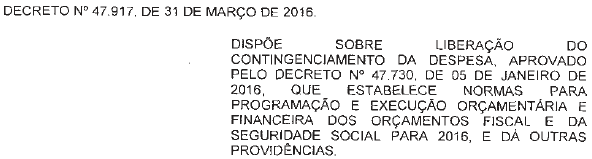 DECRETO Nº 47.917, DE 31 DE MARÇO DE 2016.
DISPÕE SOBRE LIBERAÇÃO DO
CONTINGENCIAMENTO DA DESPESA, APROVADO
PELO DECRETO Nº 47.730, DE 05 DE JANEIRO DE
2016, QUE ESTABELECE NORMAS PARA
PROGRAMAÇÃO E EXECUÇÃO ORÇAMENTÁRIA E
FINANCEIRA DOS ORÇAMENTOS FISCAL E DA
SEGURIDADE SOCIAL PARA 2016, E DÁ OUTRAS
PROVIDÊNCIAS.